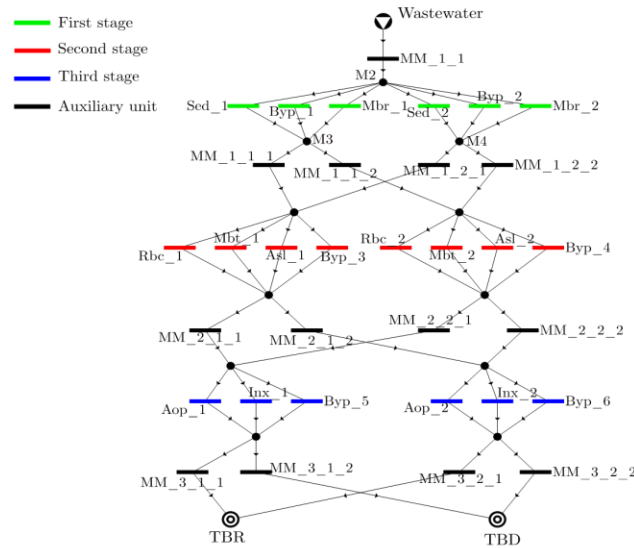 Wastewater
First stage
Second stage
Third stage
Auxiliary unit
MM_1_1
M2
Sed_1
Byp_1
Mbr_1
Sed_2
Byp_2
Mbr_2
M3
M4
MM_1_1_1
MM_1_1_2
MM_1_2_1
MM_1_2_2
Rbc_1
Mbt_1
Asl_1
Byp_3
Rbc_2
Mbt_2
Asl_2
Byp_4
MM_2_1_1
MM_2_1_2
MM_2_2_1
MM_2_2_2
Aop_1
Inx_1
Byp_5
Aop_2
Inx_2
Byp_6
MM_3_1_1
MM_3_1_2
MM_3_2_1
MM_3_2_2
TBR
TBD